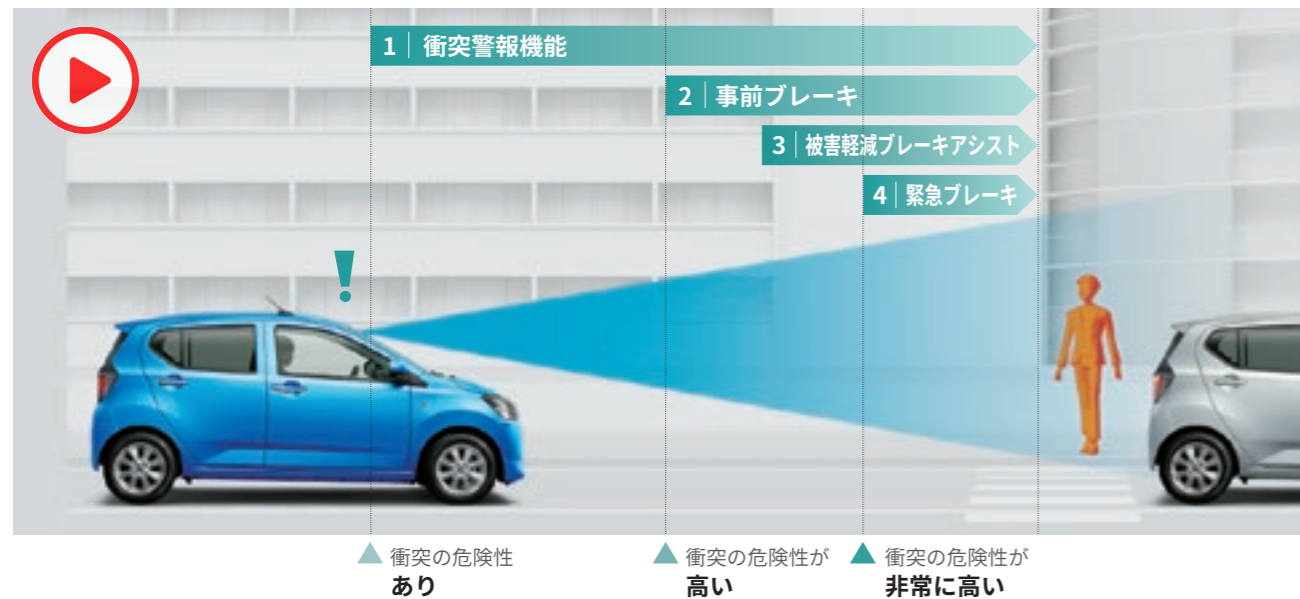 1 衝突警報機能
2 事前ブレーキ
3 被害軽減ブレーキアシスト
4 緊急ブレーキ
!
衝突の危険性
あり
衝突の危険性が
高い
衝突の危険性が
非常に高い